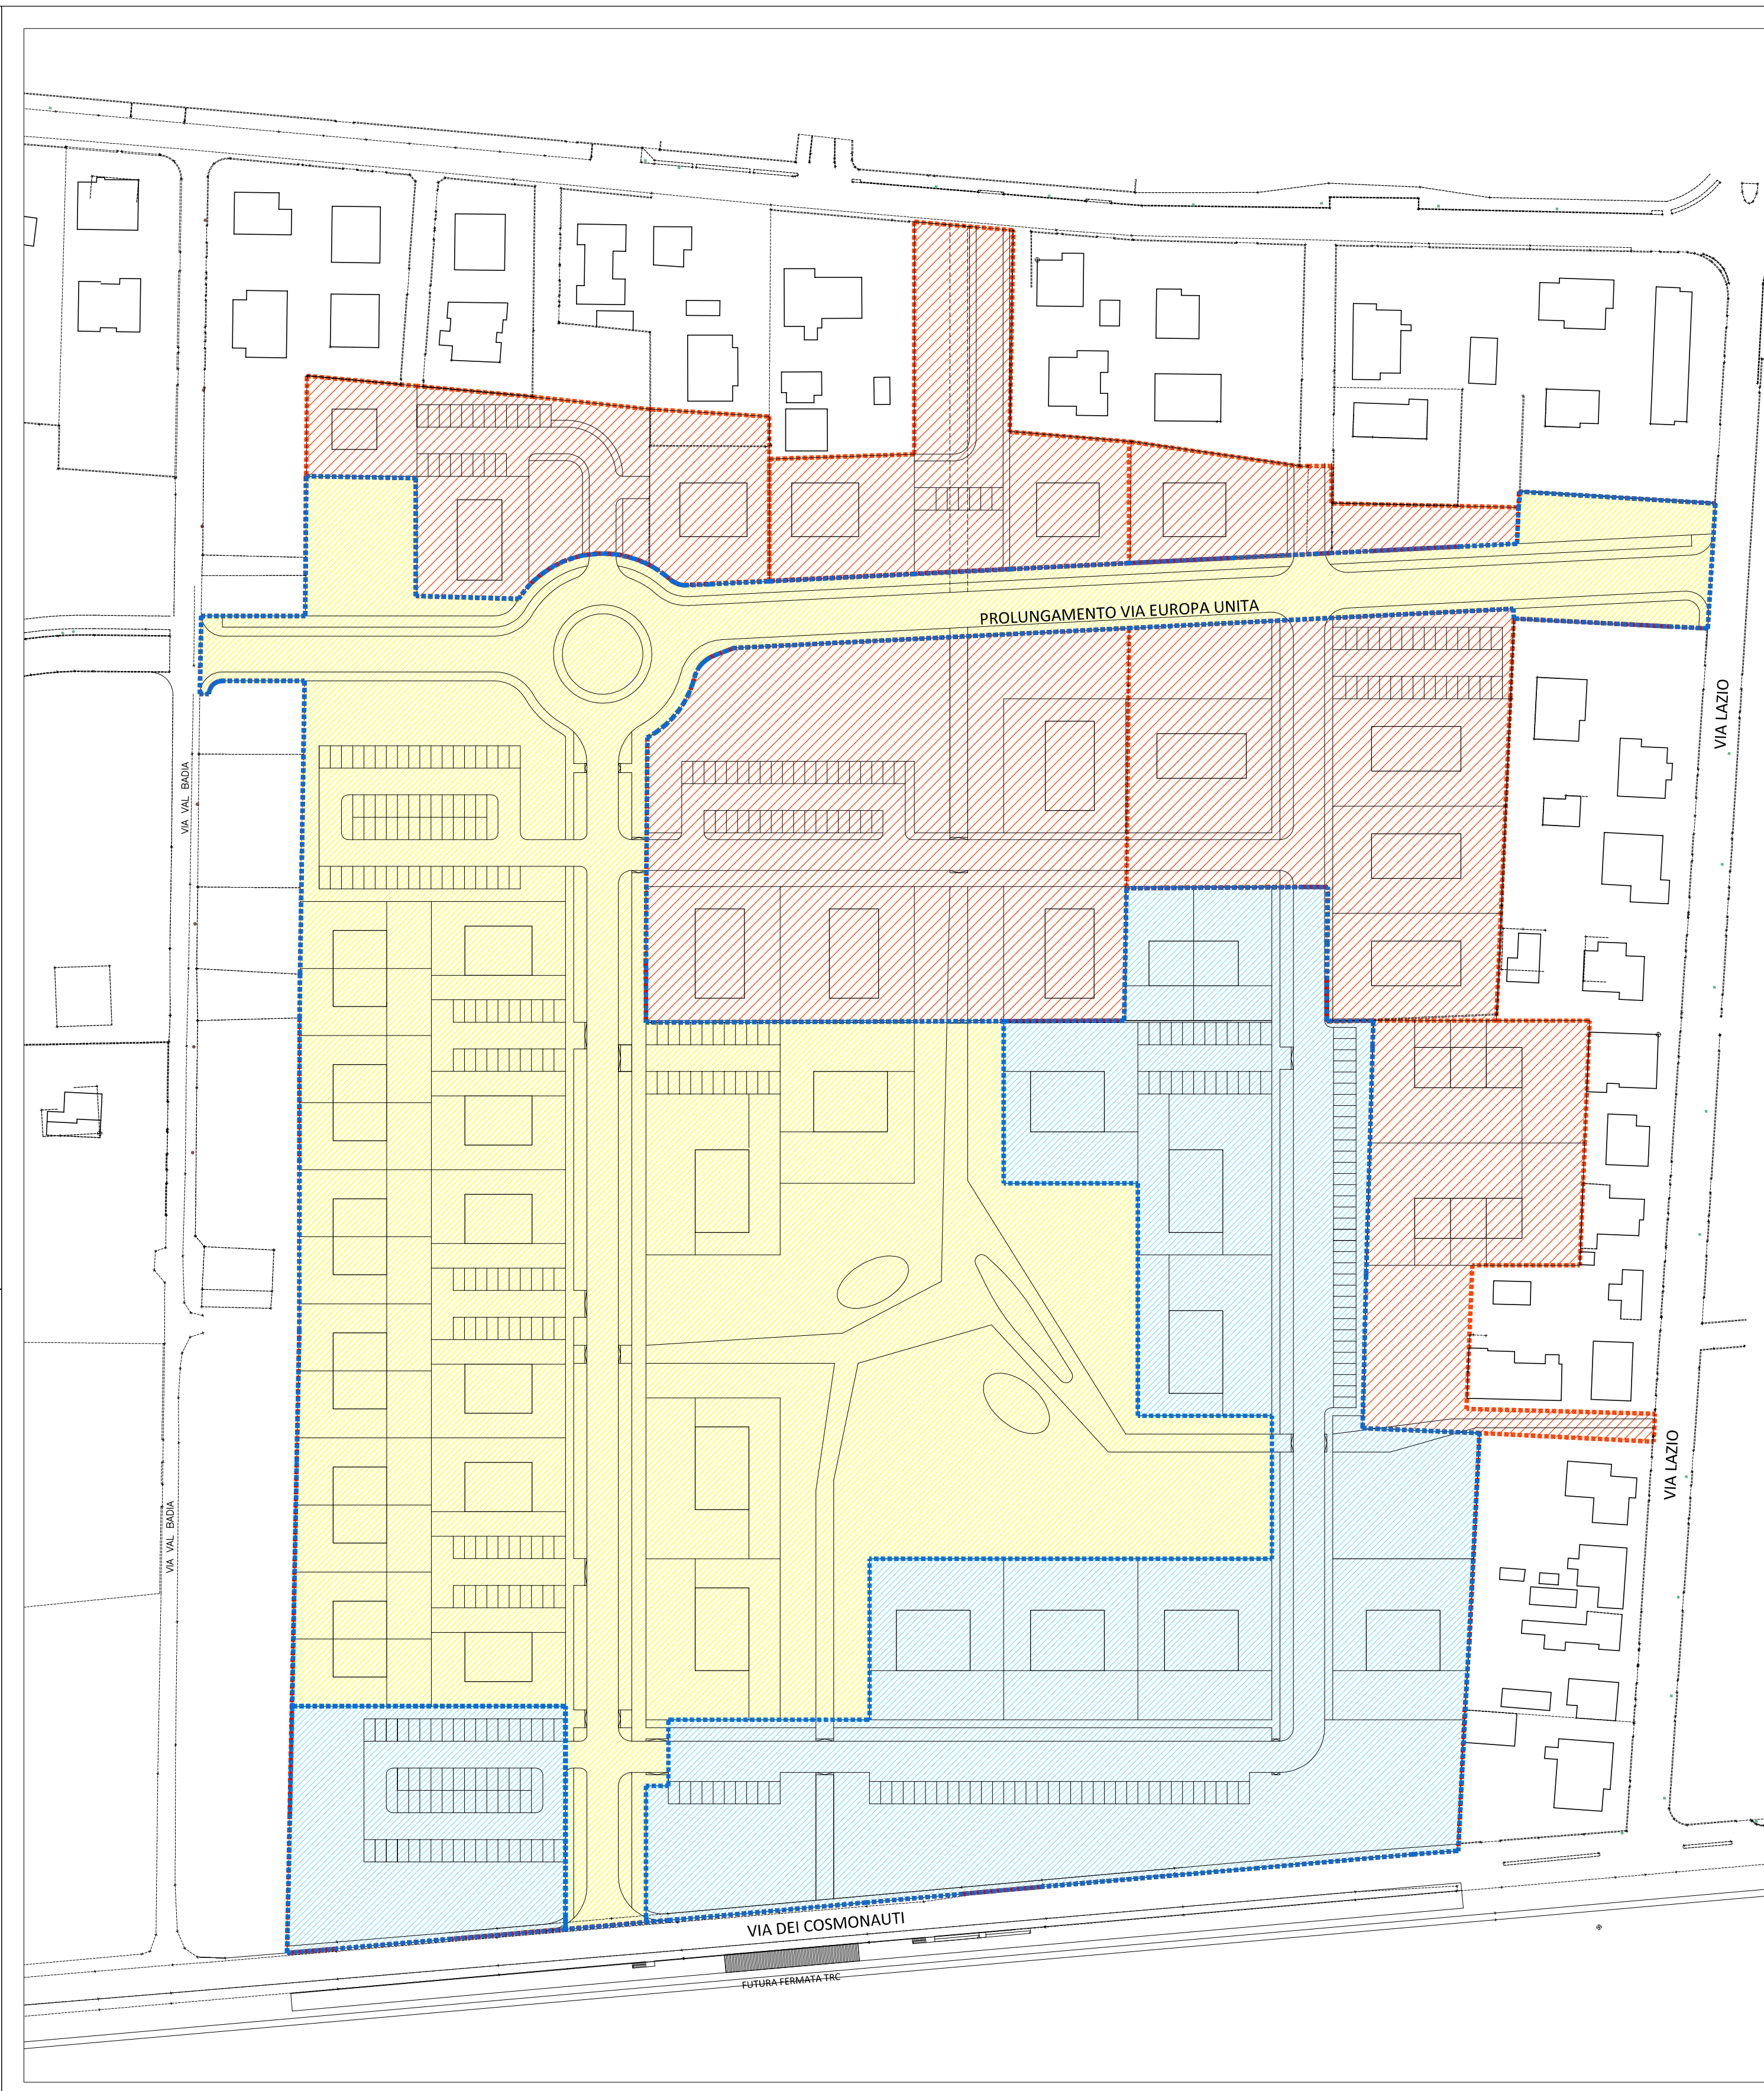 PROLUNGAMENTO VIA EUROPA UNITA
VIA LAZIO
VIA VAL BADIA
VIA LAZIO
VIA VAL BADIA
VIA DEI COSMONAUTI
FUTURA FERMATA TRC